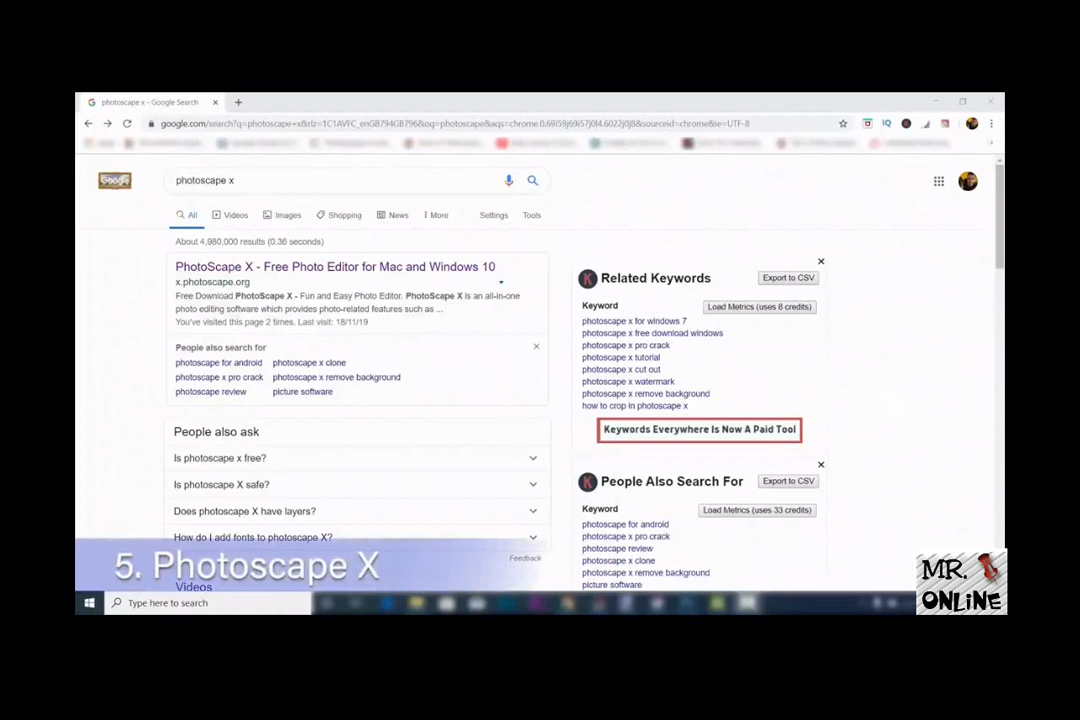 photoscape x - Google Search
google.com/search?q=photoscape+x&rlz=1C1AVFC_enGB794GB796&oq=photoscape&aqs=chrome.0.69i59j69i57j0l4.6022j0j8&sourceid=chrome&ie=UTF-8
IQ
Google
photoscape x
All Videos Images Shopping News More Settings Tools
About 4,980,000 results (0.36 seconds)
PhotoScape X - Free Photo Editor for Mac and Windows 10
x.photoscape.org
Free Download PhotoScape X - Fun and Easy Photo Editor. PhotoScape X is an all-in-one
photo editing software which provides photo-related features such as ...
You've visited this page 2 times. Last visit: 18/11/19
People also search for
photoscape for android photoscape x clone
photoscape x pro crack photoscape x remove background
photoscape review picture software
People also ask
Is photoscape x free?
Is photoscape X safe?
Does photoscape X have layers?
How do I add fonts to photoscape X?
Feedback
Videos
K Related Keywords Export to CSV
Keyword Load Metrics (uses 8 credits)
photoscape x for windows 7
photoscape x free download windows
photoscape x pro crack
photoscape x tutorial
photoscape x cut out
photoscape x watermark
photoscape x remove background
how to crop in photoscape x
Keywords Everywhere Is Now A Paid Tool
K People Also Search For Export to CSV
Keyword Load Metrics (uses 33 credits)
photoscape for android
photoscape x pro crack
photoscape review
photoscape x clone
photoscape x remove background
picture software
5. Photoscape X
Type here to search
MR.
ONLiNE